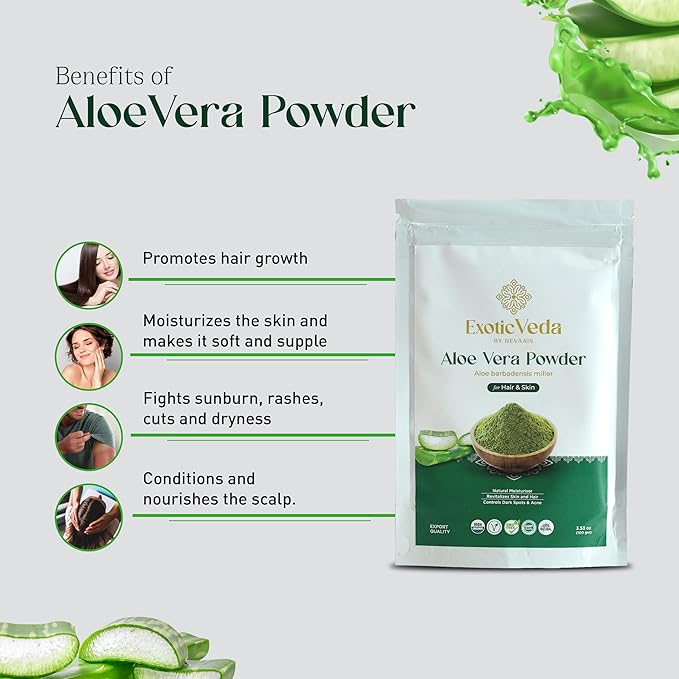 Benefits of
AloeVera Powder
Promotes hair growth
Moisturizes the skin and
makes it soft and supple
Fights sunburn, rashes,
cuts and dryness
Conditions and
nourishes the scalp.
ExoticVeda
BY REVAAIS
Aloe Vera Powder
Aloe barbadensis miller
for Hair & Skin
Natural Moisturiser
Revitalizes Skin and Hair
Controls Dark Spots & Acne
EXPORT
QUALITY
3.53 oz
(100 gm)